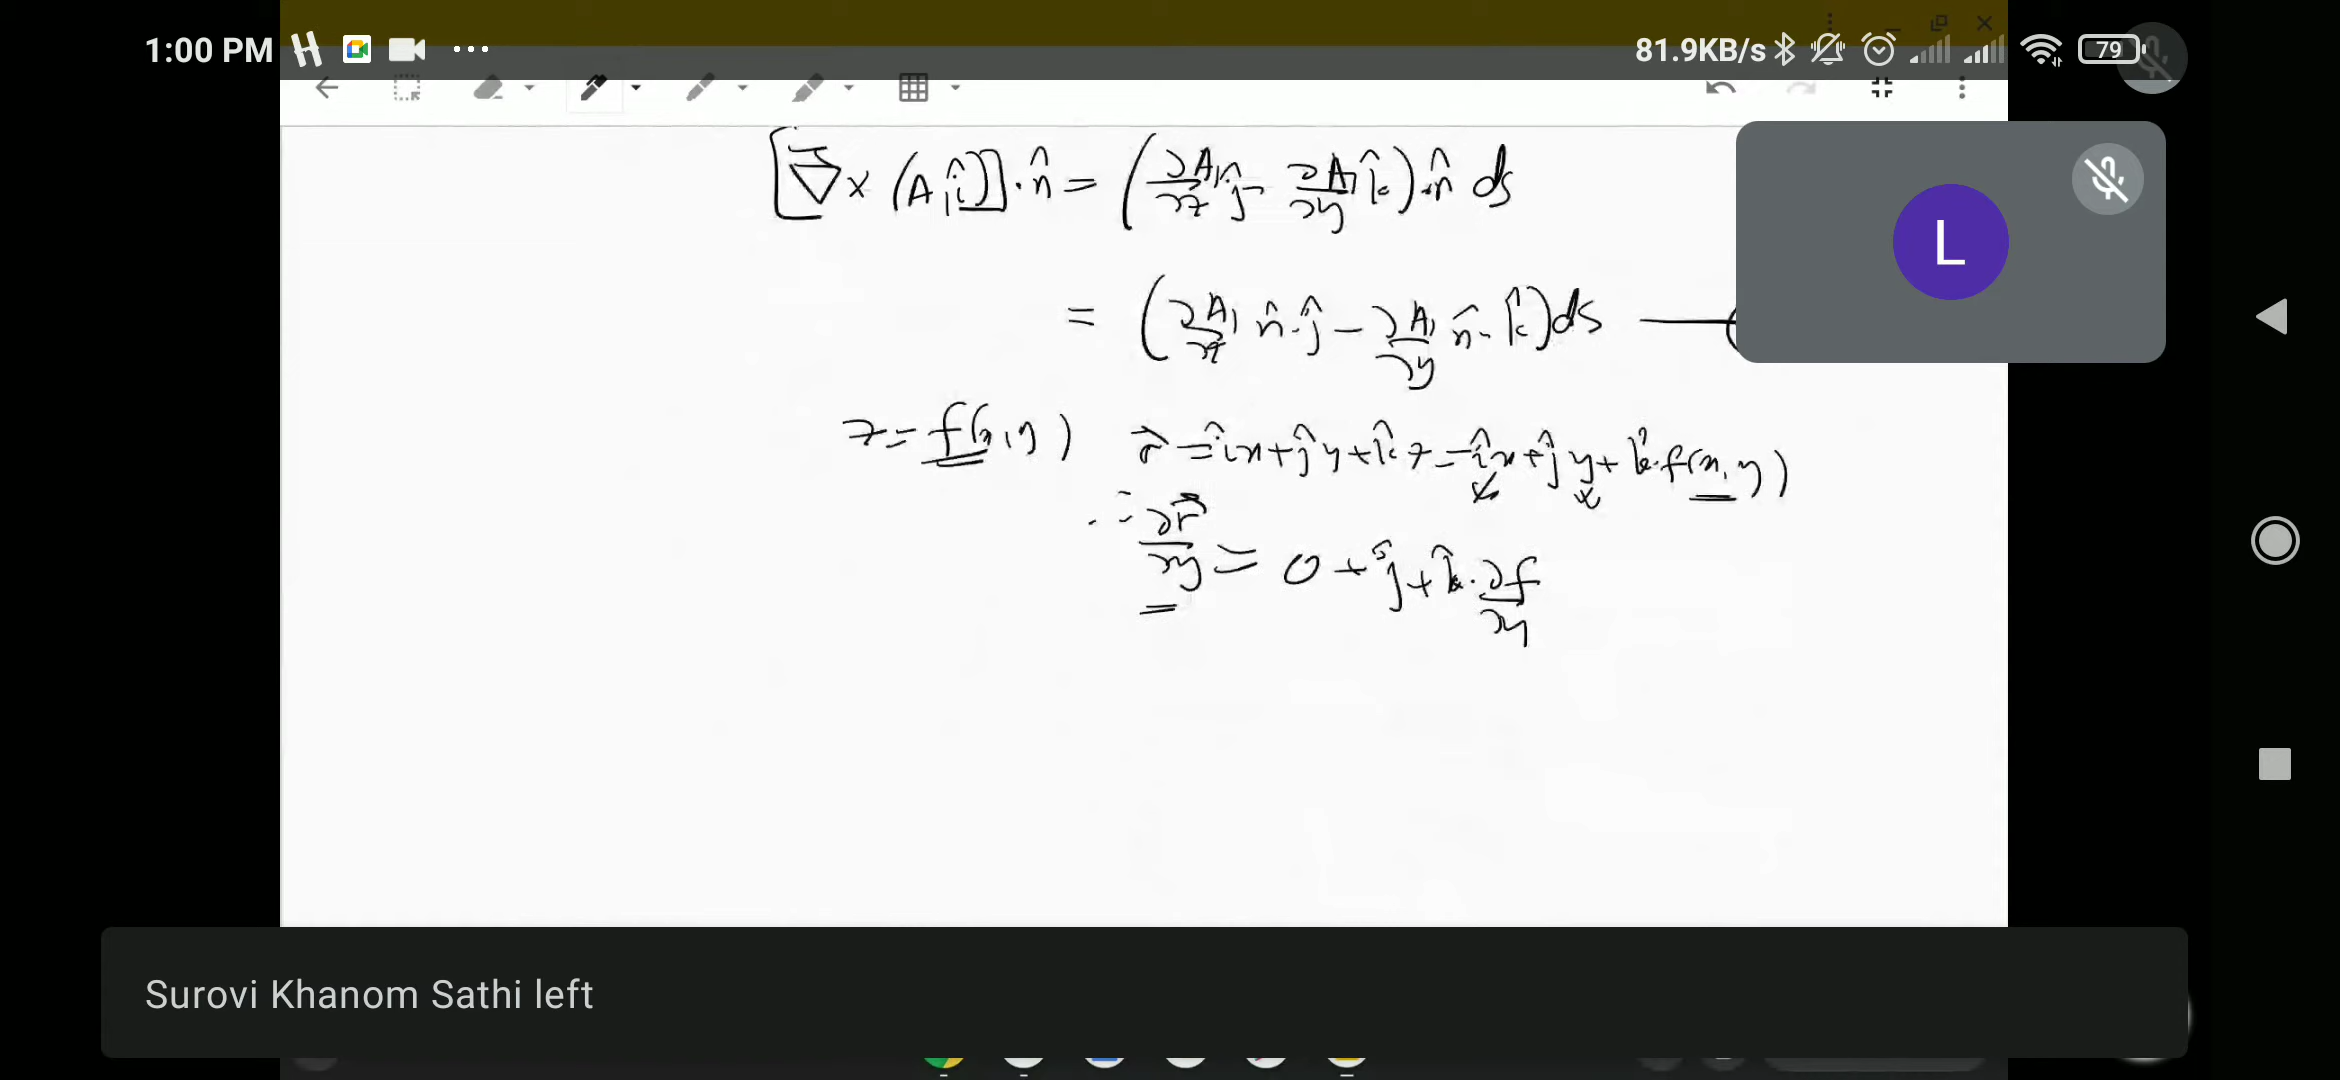 1:00 PM
81.9KB/s
79
[∇⃗ × (A₁î)]·n̂ = (∂A₁/∂z ĵ − ∂A₁/∂y k̂)·n̂ ds
= (∂A₁/∂z n̂·ĵ − ∂A₁/∂y n̂·k̂) ds
L
z = f(x, y) r⃗ = îx + ĵy + k̂z = îx + ĵy + k̂·f(x, y)
∴ ∂r⃗/∂y = 0 + ĵ + k̂·∂f/∂y
Surovi Khanom Sathi left